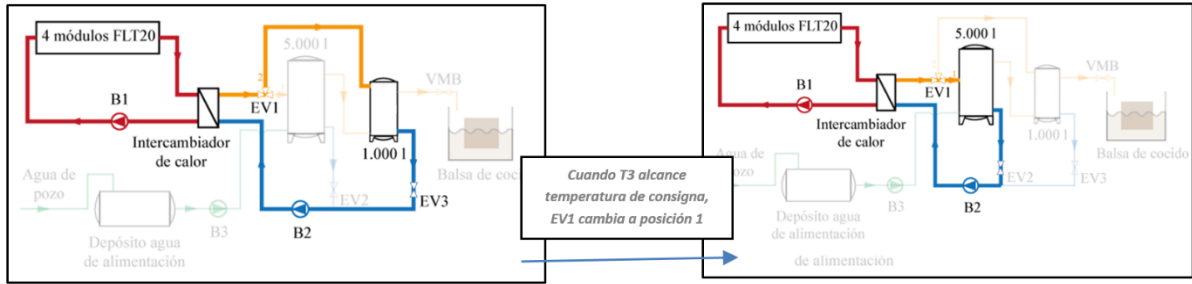 4 módulos FLT20
5.000 l
2
VMB
EV1
B1
Intercambiador
de calor
1.000 l
Balsa de coc
Agua de
pozo
EV2
EV3
B3
B2
Depósito agua
de alimentación
Cuando T3 alcance
temperatura de consigna,
EV1 cambia a posición 1
4 módulos FLT20
5.000 l
1
VMB
EV1
B1
Intercambiador
de calor
1.000 l
Balsa de cocido
Agua de
pozo
EV2
EV3
B3
B2
Depósito agua
de alimentación
de alimentación